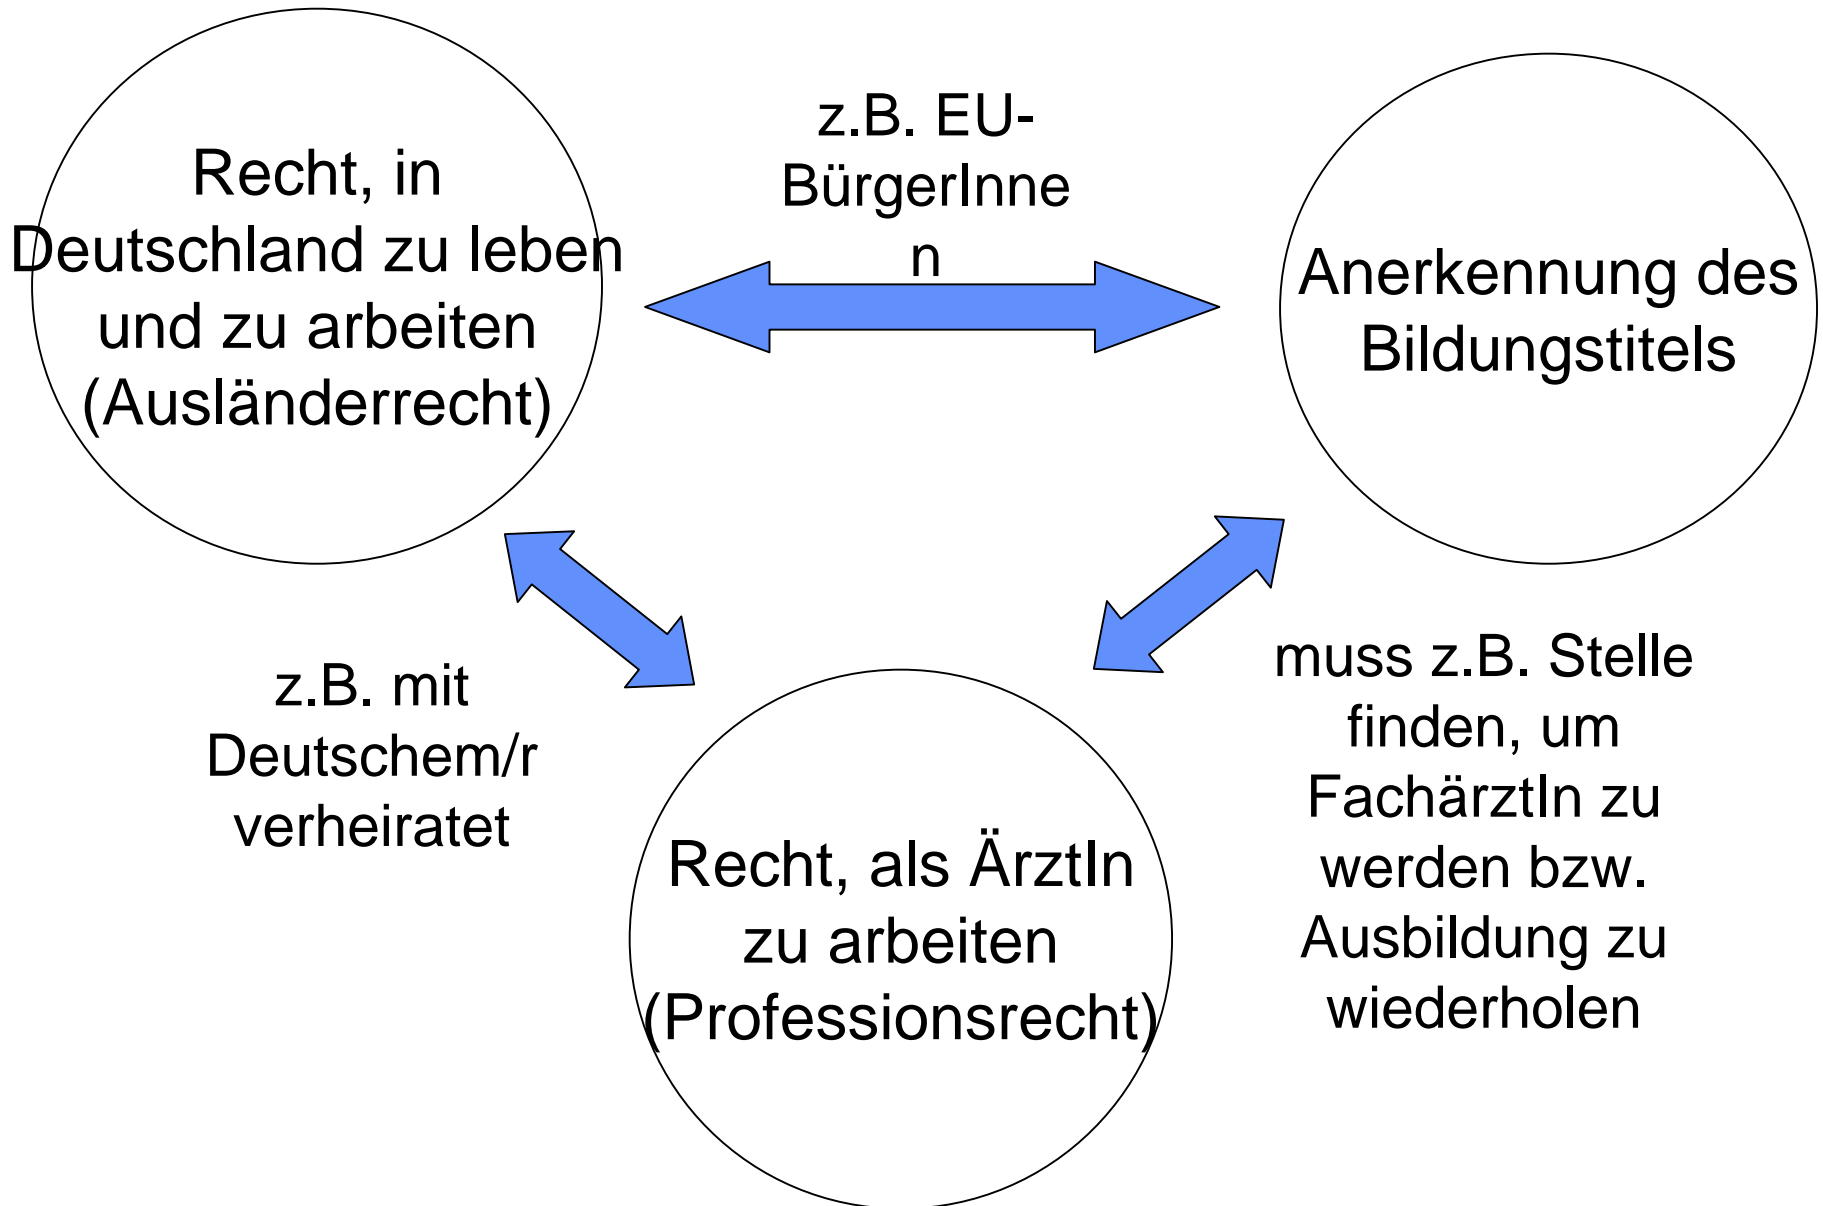 Recht, in
Deutschland zu leben
und zu arbeiten
(Ausländerrecht)
z.B. EU-
BürgerInne
n
Anerkennung des
Bildungstitels
z.B. mit
Deutschem/r
verheiratet
Recht, als ÄrztIn
zu arbeiten
(Professionsrecht)
muss z.B. Stelle
finden, um
FachärztIn zu
werden bzw.
Ausbildung zu
wiederholen